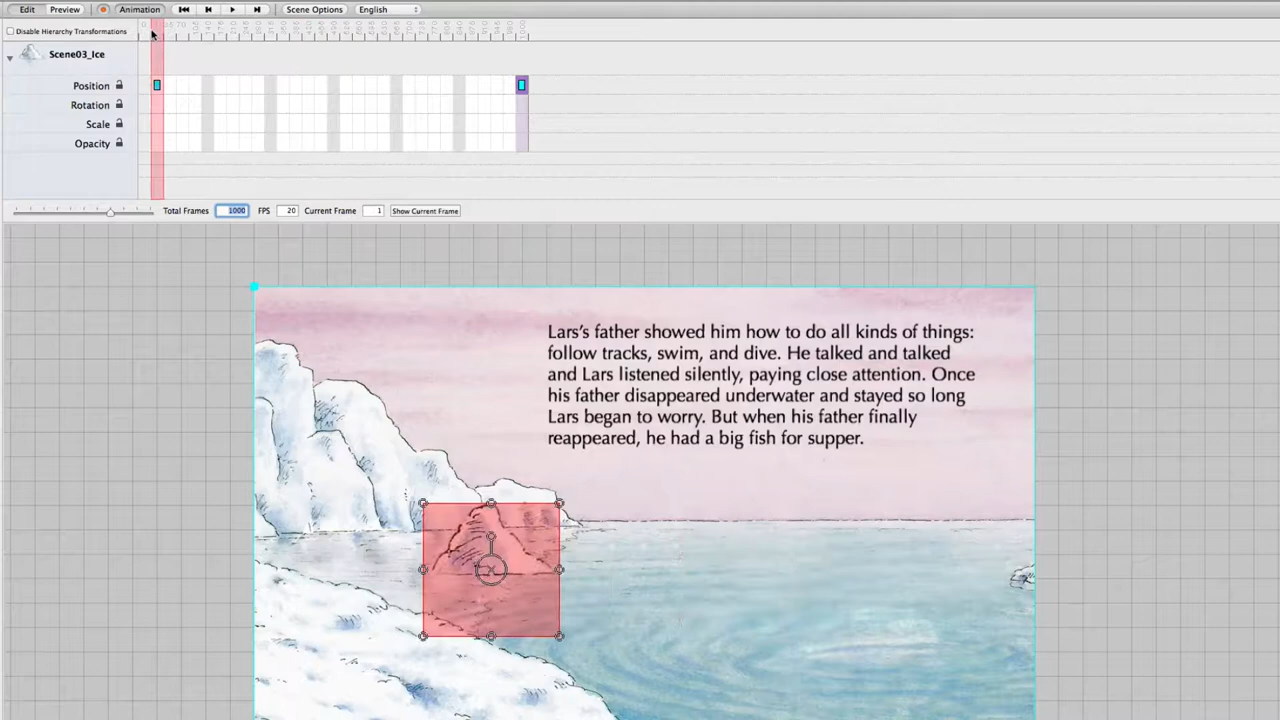 Edit Preview Animation Scene Options English
Disable Hierarchy Transformations
Scene03_Ice
Position
Rotation
Scale
Opacity
Total Frames 1000 FPS 20 Current Frame 1 Show Current Frame
Lars's father showed him how to do all kinds of things:
follow tracks, swim, and dive. He talked and talked
and Lars listened silently, paying close attention. Once
his father disappeared underwater and stayed so long
Lars began to worry. But when his father finally
reappeared, he had a big fish for supper.